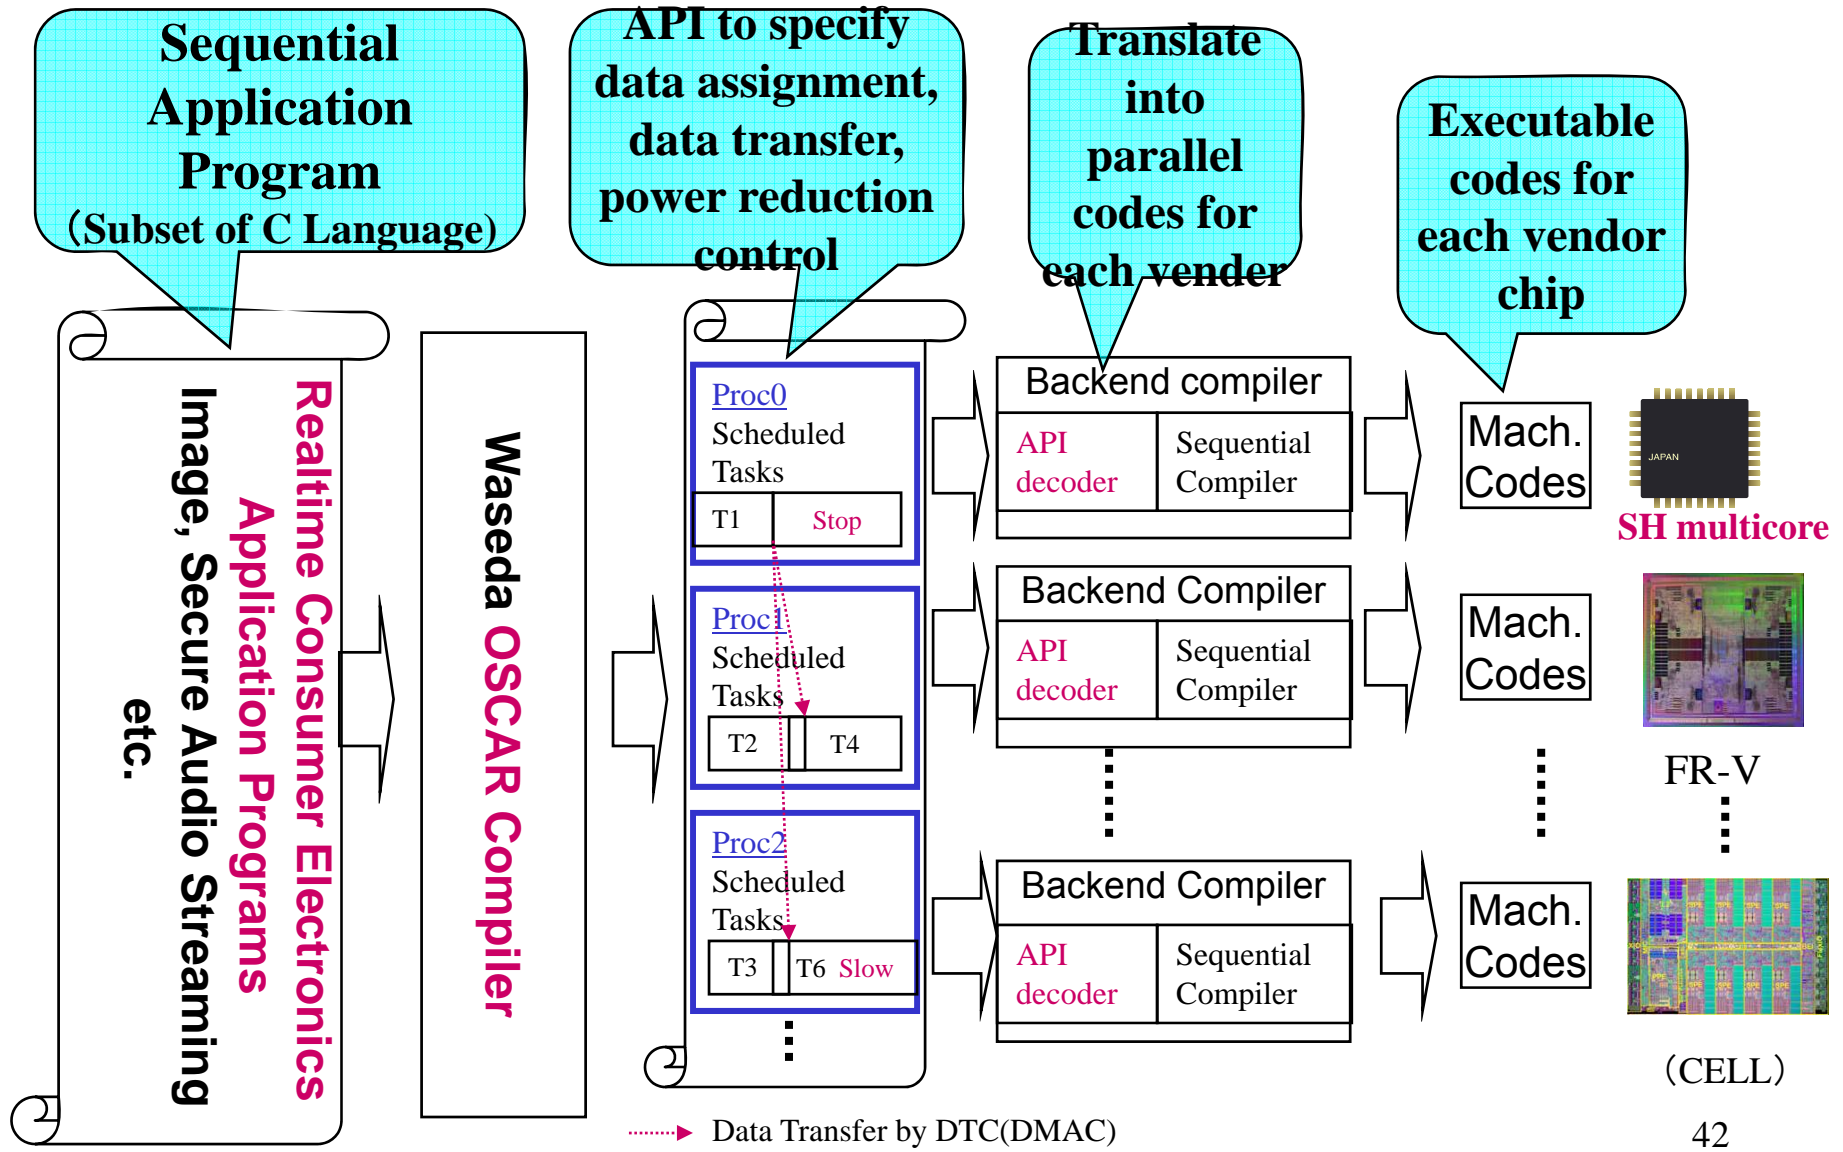 Sequential
Application
Program
（Subset of C Language)
API to specify
data assignment,
data transfer,
power reduction
control
Translate
into
parallel
codes for
each vender
Executable
codes for
each vendor
chip
Realtime Consumer Electronics
Application Programs
Image, Secure Audio Streaming
etc.
Waseda OSCAR Compiler
Proc0
Scheduled
Tasks
T1
Stop
Proc1
Scheduled
Tasks
T2
T4
Proc2
Scheduled
Tasks
T3
T6 Slow
Data Transfer by DTC(DMAC)
Backend compiler
API
decoder
Sequential
Compiler
Backend Compiler
API
decoder
Sequential
Compiler
Backend Compiler
API
decoder
Sequential
Compiler
Mach.
Codes
Mach.
Codes
Mach.
Codes
JAPAN
SH multicore
FR-V
（CELL）
42